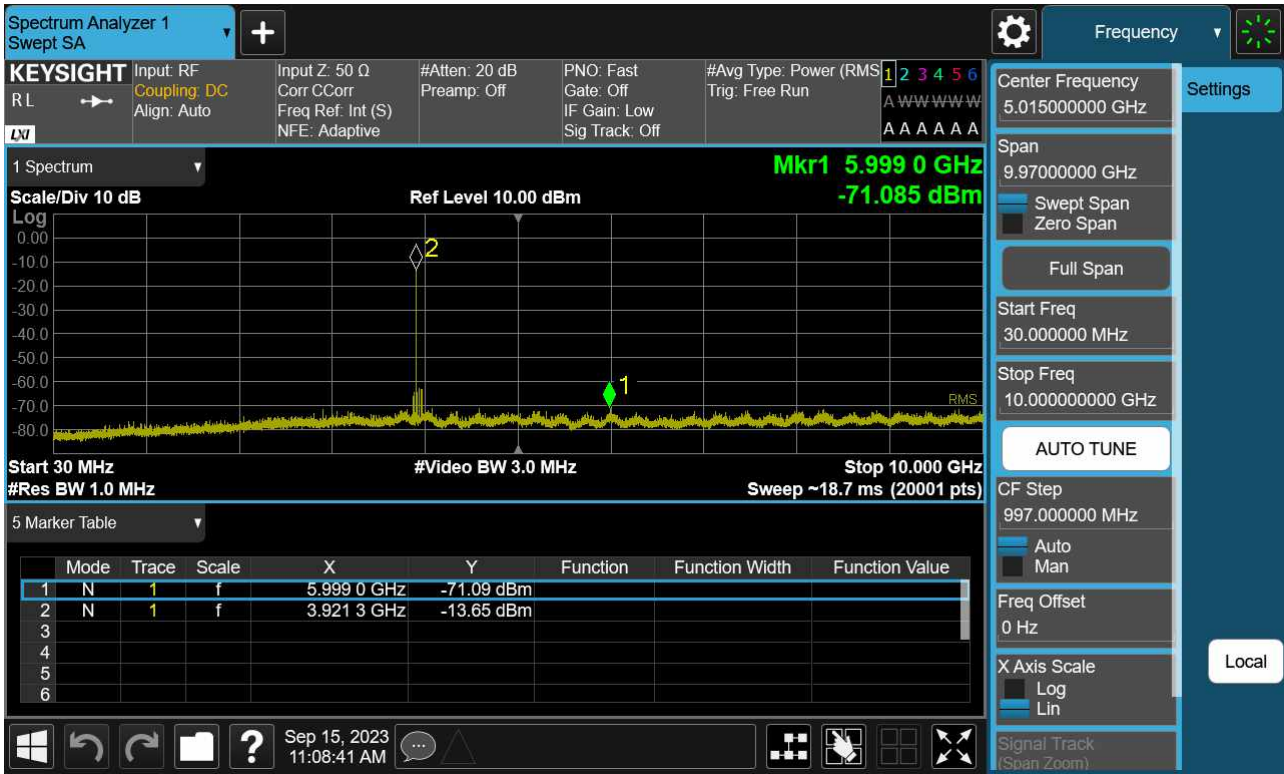 Spectrum Analyzer 1
Swept SA
+
Frequency
KEYSIGHT
R L
LXI
Input: RF
Coupling: DC
Align: Auto
Input Z: 50 Ω
Corr CCorr
Freq Ref: Int (S)
NFE: Adaptive
#Atten: 20 dB
Preamp: Off
PNO: Fast
Gate: Off
IF Gain: Low
Sig Track: Off
#Avg Type: Power (RMS
Trig: Free Run
1 2 3 4 5 6
A W W W W W
A A A A A A
1 Spectrum
Mkr1 5.999 0 GHz
-71.085 dBm
Scale/Div 10 dB
Ref Level 10.00 dBm
Log
0.00
-10.0
-20.0
-30.0
-40.0
-50.0
-60.0
-70.0
-80.0
2
1
RMS
Start 30 MHz
#Video BW 3.0 MHz
Stop 10.000 GHz
#Res BW 1.0 MHz
Sweep ~18.7 ms (20001 pts)
5 Marker Table
Mode Trace Scale X Y Function Function Width Function Value
1 N 1 f 5.999 0 GHz -71.09 dBm
2 N 1 f 3.921 3 GHz -13.65 dBm
3
4
5
6
?
Sep 15, 2023
11:08:41 AM
Center Frequency
5.015000000 GHz
Span
9.97000000 GHz
Swept Span
Zero Span
Full Span
Start Freq
30.000000 MHz
Stop Freq
10.000000000 GHz
AUTO TUNE
CF Step
997.000000 MHz
Auto
Man
Freq Offset
0 Hz
X Axis Scale
Log
Lin
Signal Track
(Span Zoom)
Settings
Local